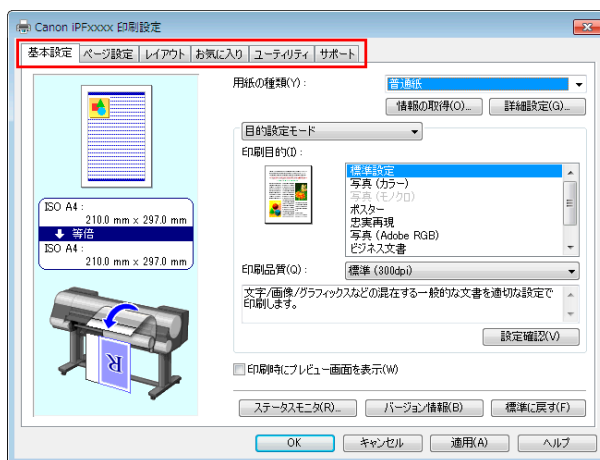 Canon iPFxxxx 印刷設定
基本設定 ページ設定 レイアウト お気に入り ユーティリティ サポート
用紙の種類(Y): 普通紙
情報の取得(O)... 詳細設定(G)...
目的設定モード
印刷目的(I):
標準設定
写真 (カラー)
写真 (モノクロ)
ポスター
忠実再現
写真 (Adobe RGB)
ビジネス文書
ISO A4 :
210.0 mm x 297.0 mm
等倍
ISO A4 :
210.0 mm x 297.0 mm
R
印刷品質(Q): 標準 (300dpi)
文字/画像/グラフィックスなどの混在する一般的な文書を適切な設定で
印刷します。
設定確認(V)
印刷時にプレビュー画面を表示(W)
ステータスモニタ(R)... バージョン情報(B) 標準に戻す(F)
OK キャンセル 適用(A) ヘルプ